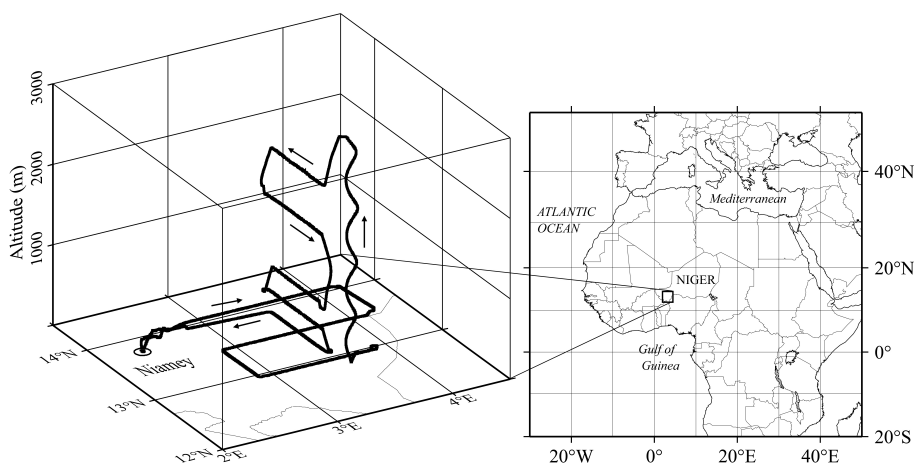 3000
2000
1000
Altitude (m)
14°N
13°N
12°N
2°E
3°E
4°E
Niamey
ATLANTIC
OCEAN
Mediterranean
NIGER
Gulf of
Guinea
40°N
20°N
0°
20°S
20°W
0°
20°E
40°E